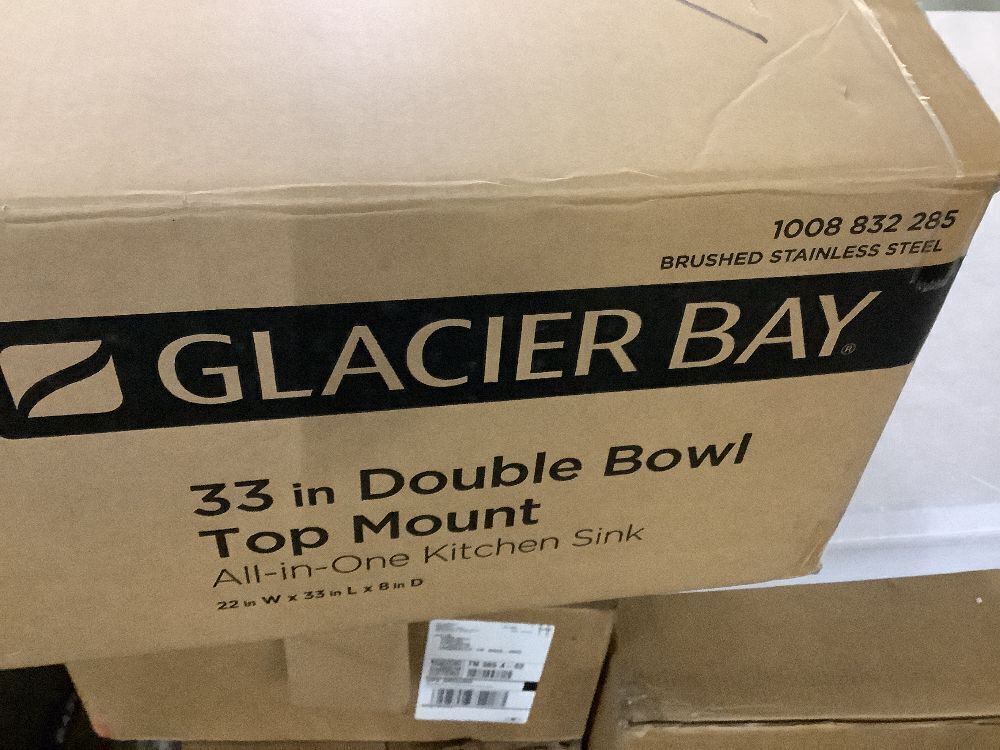 1008 832 285
BRUSHED STAINLESS STEEL
GLACIER BAY®
33 in Double Bowl
Top Mount
All-in-One Kitchen Sink
22 in W x 33 in L x 8 in D